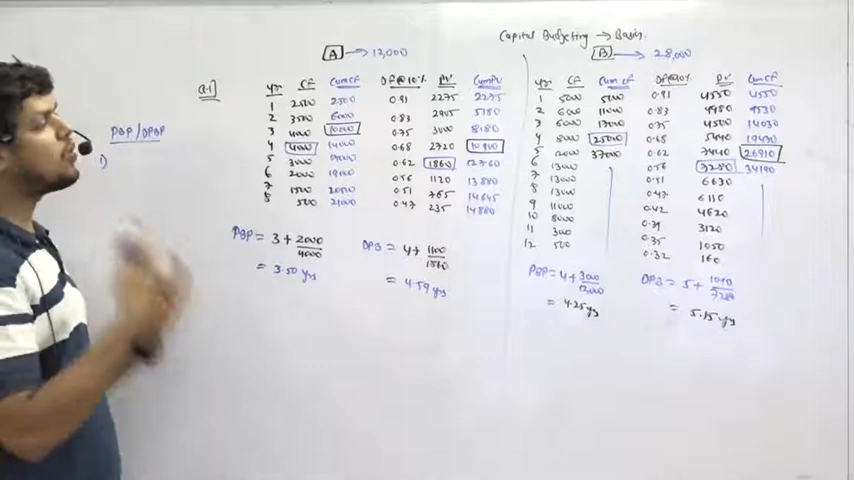 Capital Budgeting → Basin.
A → 12,000
B → 28,000
Q.1
PBP/DPBP
1)
Yr CF CumCF DF@10% PV CumPV
1 2500 2500 0.91 2275 2275
2 3500 6000 0.83 2905 5180
3 4000 10000 0.75 3000 8180
4 4000 14000 0.68 2720 10900
5 3000 17000 0.62 1860 12760
6 2000 19000 0.56 1120 13880
7 1500 20500 0.51 765 14645
8 500 21000 0.47 235 14880
PBP = 3 + 2000/4000
= 3.50 yrs
DPB = 4 + 1100/1860
= 4.59 yrs
Yr CF Cum CF DF@10% PV CumCF
1 5000 5000 0.91 4550 4550
2 6000 11000 0.83 4980 9530
3 6000 17000 0.75 4500 14030
4 8000 25000 0.68 5440 19470
5 12000 37000 0.62 7440 26910
6 13000 0.56 7280 34190
7 13000 0.51 6630
8 13000 0.47 6110
9 11000 0.42 4620
10 8000 0.39 3120
11 3000 0.35 1050
12 500 0.32 160
PBP = 4 + 3000/12000
= 4.25 yrs
DPB = 5 + 1090/7280
= 5.15 yrs